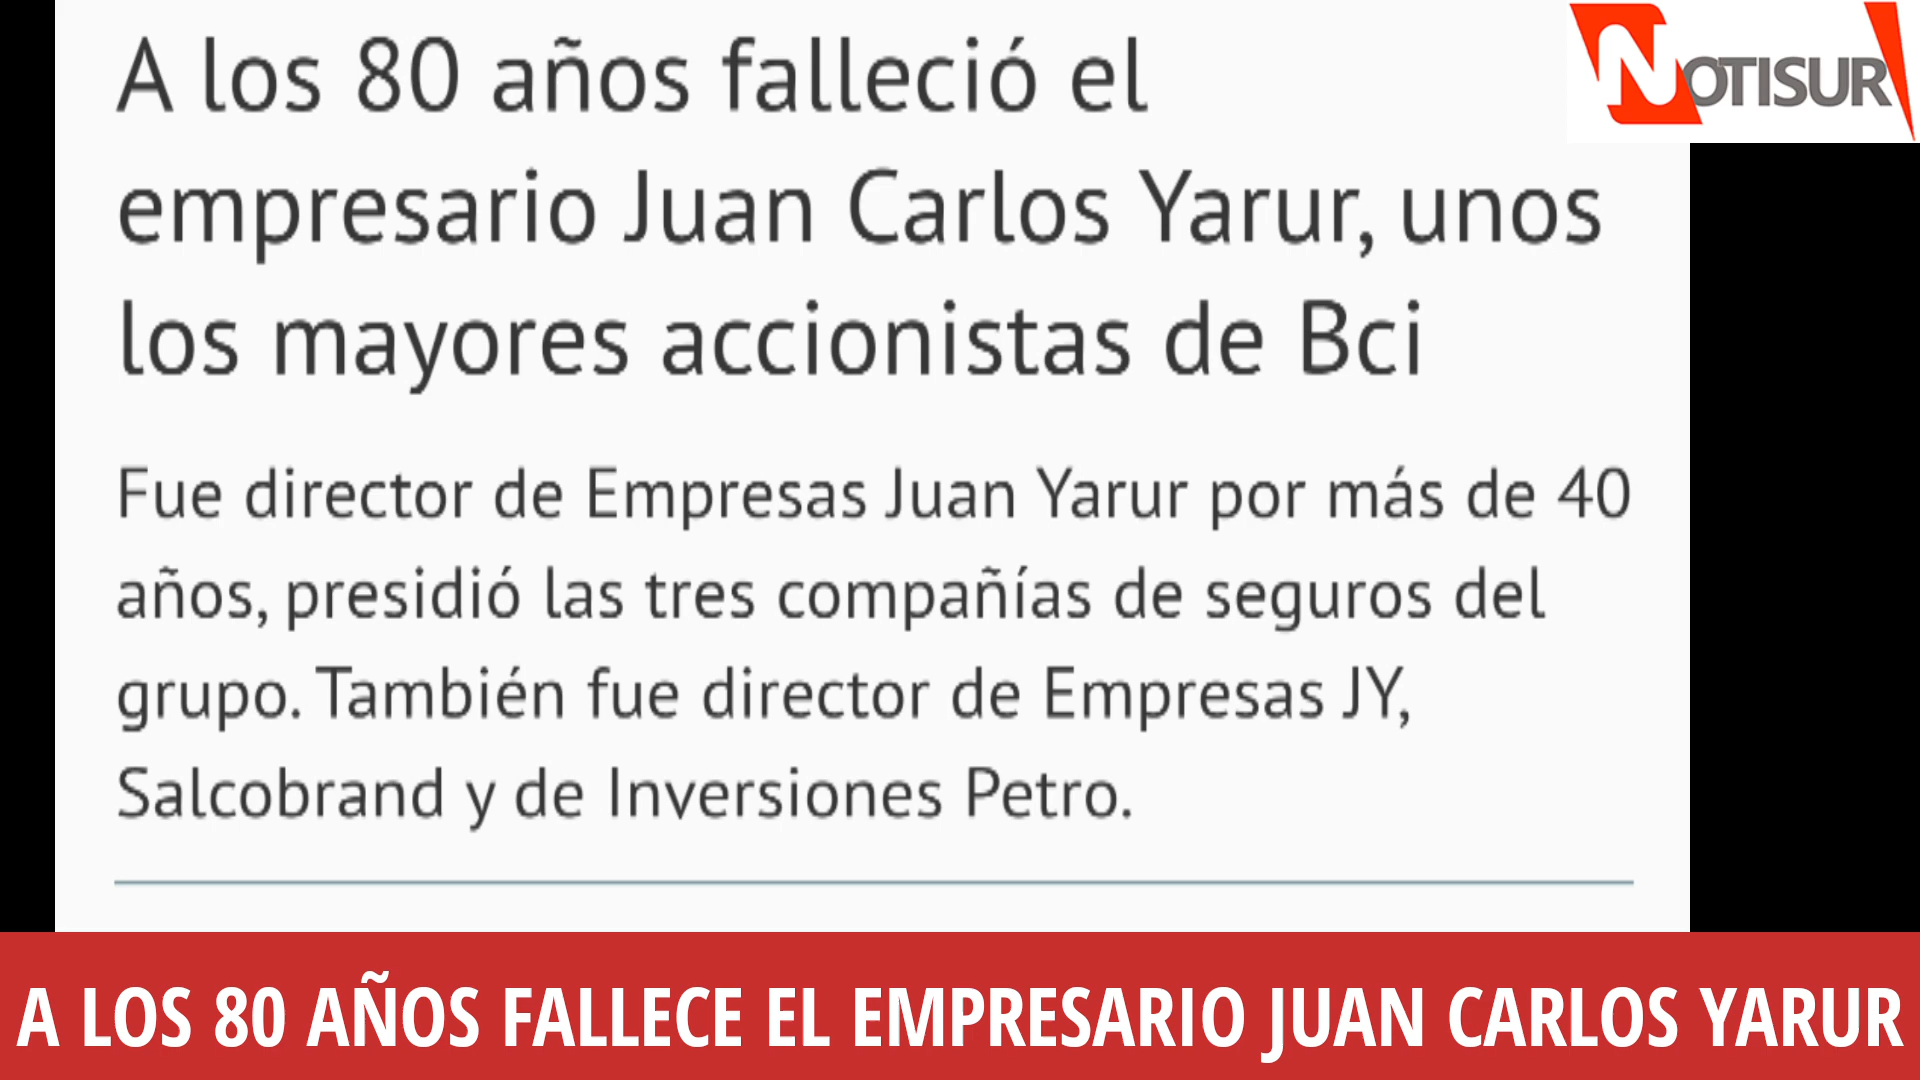 NOTISUR
A los 80 años falleció el
empresario Juan Carlos Yarur, unos
los mayores accionistas de Bci
Fue director de Empresas Juan Yarur por más de 40
años, presidió las tres compañías de seguros del
grupo. También fue director de Empresas JY,
Salcobrand y de Inversiones Petro.
A LOS 80 AÑOS FALLECE EL EMPRESARIO JUAN CARLOS YARUR